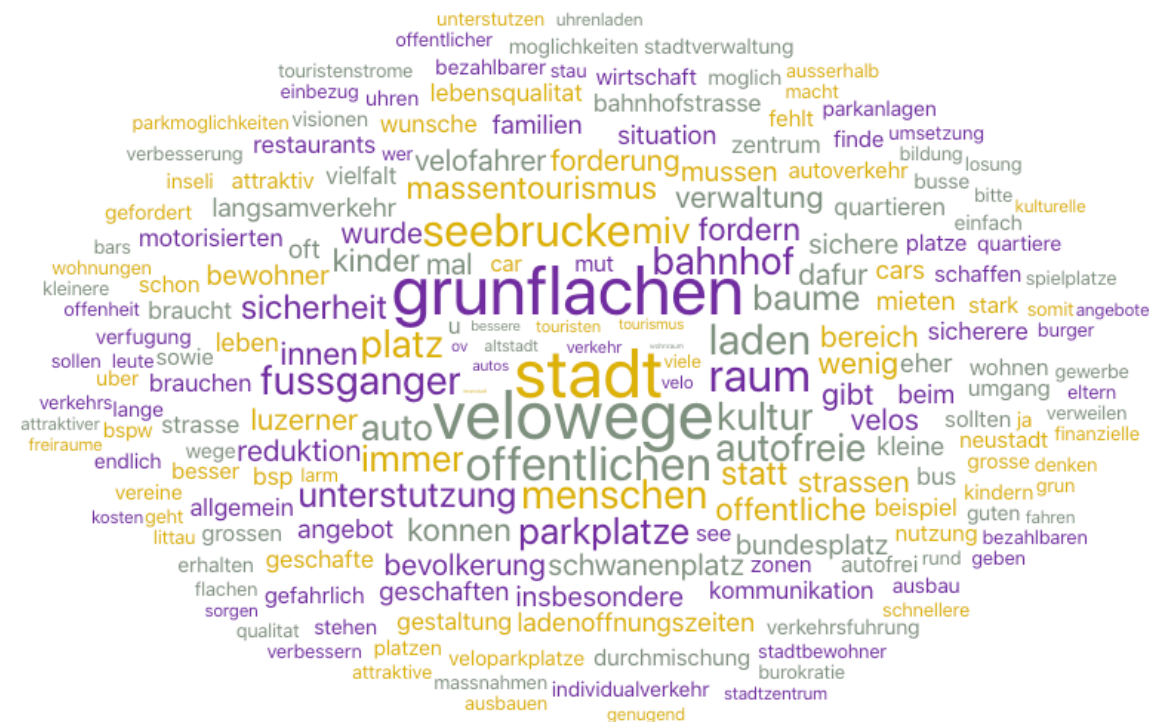 unterstutzen uhrenladen
offentlicher moglichkeiten stadtverwaltung
touristenstrome bezahlbarer stau wirtschaft moglich ausserhalb
einbezug uhren lebensqualitat bahnhofstrasse macht parkanlagen
parkmoglichkeiten visionen wunsche familien situation zentrum fehlt finde umsetzung
verbesserung restaurants wer velofahrer forderung mussen autoverkehr bildung losung
inseli attraktiv vielfalt massentourismus verwaltung quartieren busse bitte kulturelle
gefordert langsamverkehr wurde seebrucke miv fordern sichere einfach
bars motorisierten oft kinder mal car mut bahnhof dafur cars platze quartiere
wohnungen kleinere schon bewohner grunflachen baume mieten schaffen spielplatze
offenheit braucht sicherheit stark somit angebote
verfugung leben innen platz u bessere touristen tourismus laden bereich sicherere burger
sollen leute sowie ov altstadt verkehr wohnraum viele wenig eher wohnen gewerbe
uber brauchen fussganger autos stadt velo raum gibt beim umgang eltern
verkehrs lange luzerner auto velowege kultur velos sollten ja verweilen
attraktiver bspw strasse neustadt finanzielle
freiraume wege reduktion immer offentlichen autofreie kleine
endlich besser bsp larm statt strassen bus grosse denken
vereine allgemein unterstutzung menschen offentliche beispiel kindern grun
kosten geht angebot konnen parkplatze see guten fahren
littau grossen bundesplatz nutzung bezahlbaren
erhalten geschafte bevolkerung schwanenplatz zonen autofrei rund geben
flachen gefahrlich geschaften insbesondere kommunikation ausbau
sorgen schnellere
qualitat stehen gestaltung ladenoffnungszeiten verkehrsfuhrung
verbessern platzen veloparkplatze durchmischung stadtbewohner
attraktive massnahmen individualverkehr burokratie stadtzentrum
ausbauen genugend